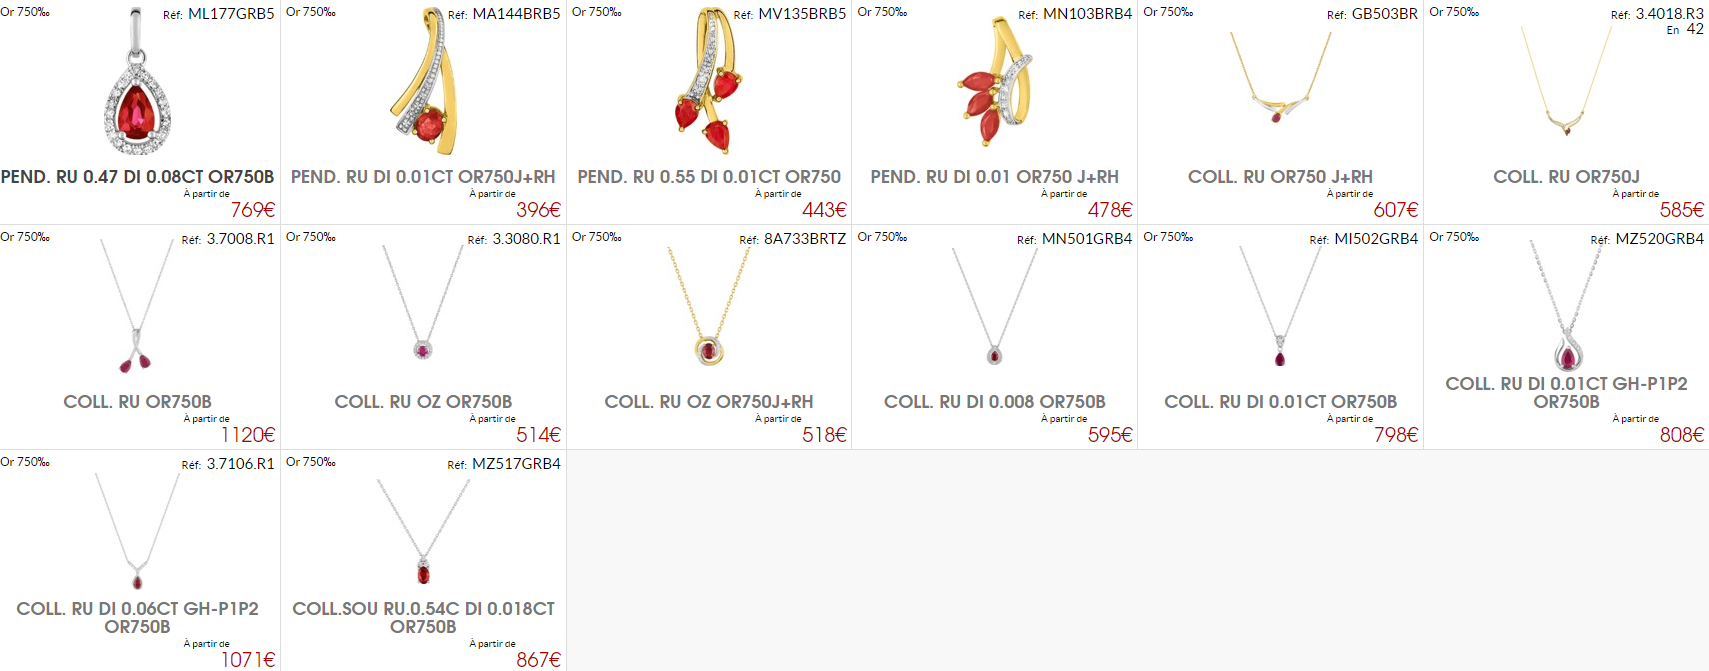 Or 750‰ Réf: ML177GRB5
PEND. RU 0.47 DI 0.08CT OR750B
À partir de
769€
Or 750‰ Réf: MA144BRB5
PEND. RU DI 0.01CT OR750J+RH
À partir de
396€
Or 750‰ Réf: MV135BRB5
PEND. RU 0.55 DI 0.01CT OR750
À partir de
443€
Or 750‰ Réf: MN103BRB4
PEND. RU DI 0.01 OR750 J+RH
À partir de
478€
Or 750‰ Réf: GB503BR
COLL. RU OR750 J+RH
À partir de
607€
Or 750‰ Réf: 3.4018.R3
En 42
COLL. RU OR750J
À partir de
585€
Or 750‰ Réf: 3.7008.R1
COLL. RU OR750B
À partir de
1120€
Or 750‰ Réf: 3.3080.R1
COLL. RU OZ OR750B
À partir de
514€
Or 750‰ Réf: 8A733BRTZ
COLL. RU OZ OR750J+RH
À partir de
518€
Or 750‰ Réf: MN501GRB4
COLL. RU DI 0.008 OR750B
À partir de
595€
Or 750‰ Réf: MI502GRB4
COLL. RU DI 0.01CT OR750B
À partir de
798€
Or 750‰ Réf: MZ520GRB4
COLL. RU DI 0.01CT GH-P1P2
OR750B
À partir de
808€
Or 750‰ Réf: 3.7106.R1
COLL. RU DI 0.06CT GH-P1P2
OR750B
À partir de
1071€
Or 750‰ Réf: MZ517GRB4
COLL.SOU RU.0.54C DI 0.018CT
OR750B
À partir de
867€